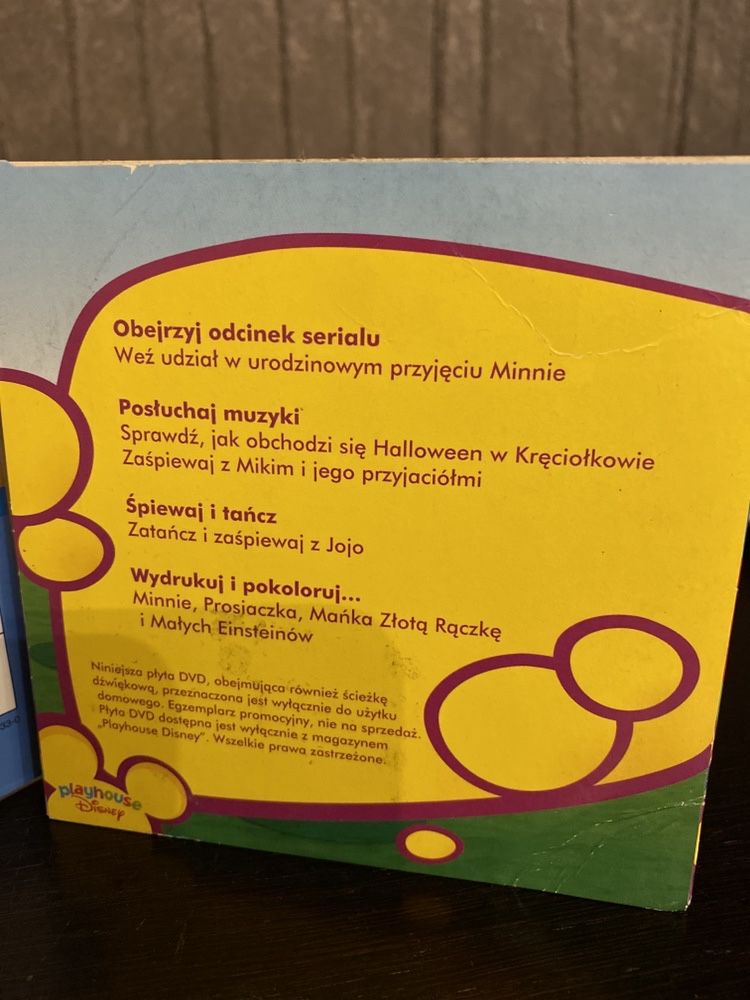 Obejrzyj odcinek serialu
Weź udział w urodzinowym przyjęciu Minnie
Posłuchaj muzyki
Sprawdź, jak obchodzi się Halloween w Kręciołkowie
Zaśpiewaj z Mikim i jego przyjaciółmi
Śpiewaj i tańcz
Zatańcz i zaśpiewaj z Jojo
Wydrukuj i pokoloruj...
Minnie, Prosiaczka, Mańka Złotą Rączkę
i Małych Einsteinów
Niniejsza płyta DVD, obejmująca również ścieżkę
dźwiękową, przeznaczona jest wyłącznie do użytku
domowego. Egzemplarz promocyjny, nie na sprzedaż.
Płyta DVD dostępna jest wyłącznie z magazynem
„Playhouse Disney”. Wszelkie prawa zastrzeżone.
playhouse
Disney
33-0